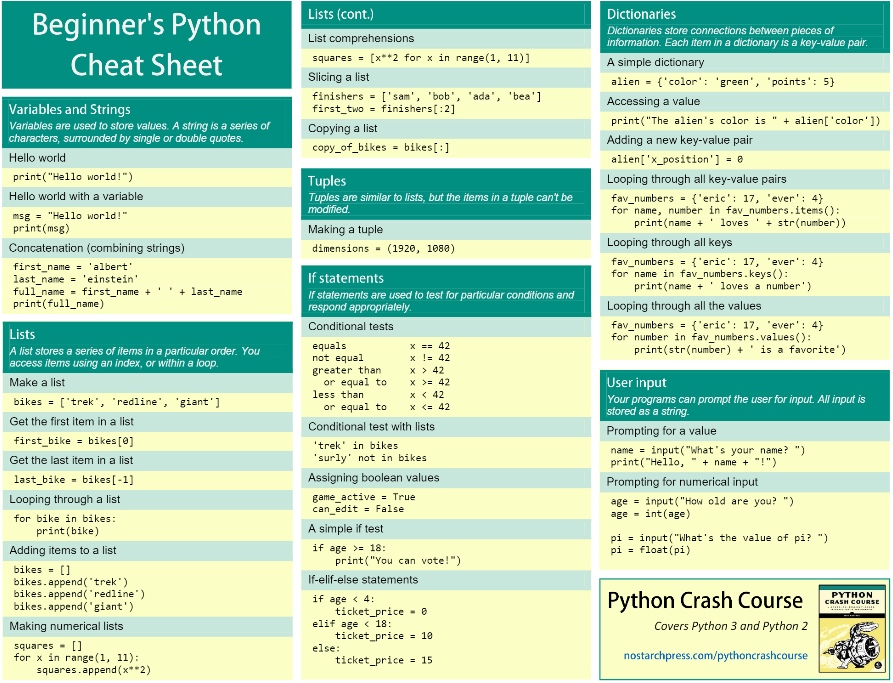 Beginner's Python
Cheat Sheet
Variables and Strings
Variables are used to store values. A string is a series of
characters, surrounded by single or double quotes.
Hello world
print("Hello world!")
Hello world with a variable
msg = "Hello world!"
print(msg)
Concatenation (combining strings)
first_name = 'albert'
last_name = 'einstein'
full_name = first_name + ' ' + last_name
print(full_name)
Lists
A list stores a series of items in a particular order. You
access items using an index, or within a loop.
Make a list
bikes = ['trek', 'redline', 'giant']
Get the first item in a list
first_bike = bikes[0]
Get the last item in a list
last_bike = bikes[-1]
Looping through a list
for bike in bikes:
    print(bike)
Adding items to a list
bikes = []
bikes.append('trek')
bikes.append('redline')
bikes.append('giant')
Making numerical lists
squares = []
for x in range(1, 11):
    squares.append(x**2)
Lists (cont.)
List comprehensions
squares = [x**2 for x in range(1, 11)]
Slicing a list
finishers = ['sam', 'bob', 'ada', 'bea']
first_two = finishers[:2]
Copying a list
copy_of_bikes = bikes[:]
Tuples
Tuples are similar to lists, but the items in a tuple can't be
modified.
Making a tuple
dimensions = (1920, 1080)
If statements
If statements are used to test for particular conditions and
respond appropriately.
Conditional tests
equals x == 42
not equal x != 42
greater than x > 42
  or equal to x >= 42
less than x < 42
  or equal to x <= 42
Conditional test with lists
'trek' in bikes
'surly' not in bikes
Assigning boolean values
game_active = True
can_edit = False
A simple if test
if age >= 18:
    print("You can vote!")
If-elif-else statements
if age < 4:
    ticket_price = 0
elif age < 18:
    ticket_price = 10
else:
    ticket_price = 15
Dictionaries
Dictionaries store connections between pieces of
information. Each item in a dictionary is a key-value pair.
A simple dictionary
alien = {'color': 'green', 'points': 5}
Accessing a value
print("The alien's color is " + alien['color'])
Adding a new key-value pair
alien['x_position'] = 0
Looping through all key-value pairs
fav_numbers = {'eric': 17, 'ever': 4}
for name, number in fav_numbers.items():
    print(name + ' loves ' + str(number))
Looping through all keys
fav_numbers = {'eric': 17, 'ever': 4}
for name in fav_numbers.keys():
    print(name + ' loves a number')
Looping through all the values
fav_numbers = {'eric': 17, 'ever': 4}
for number in fav_numbers.values():
    print(str(number) + ' is a favorite')
User input
Your programs can prompt the user for input. All input is
stored as a string.
Prompting for a value
name = input("What's your name? ")
print("Hello, " + name + "!")
Prompting for numerical input
age = input("How old are you? ")
age = int(age)
pi = input("What's the value of pi? ")
pi = float(pi)
Python Crash Course
Covers Python 3 and Python 2
nostarchpress.com/pythoncrashcourse
PYTHON
CRASH COURSE